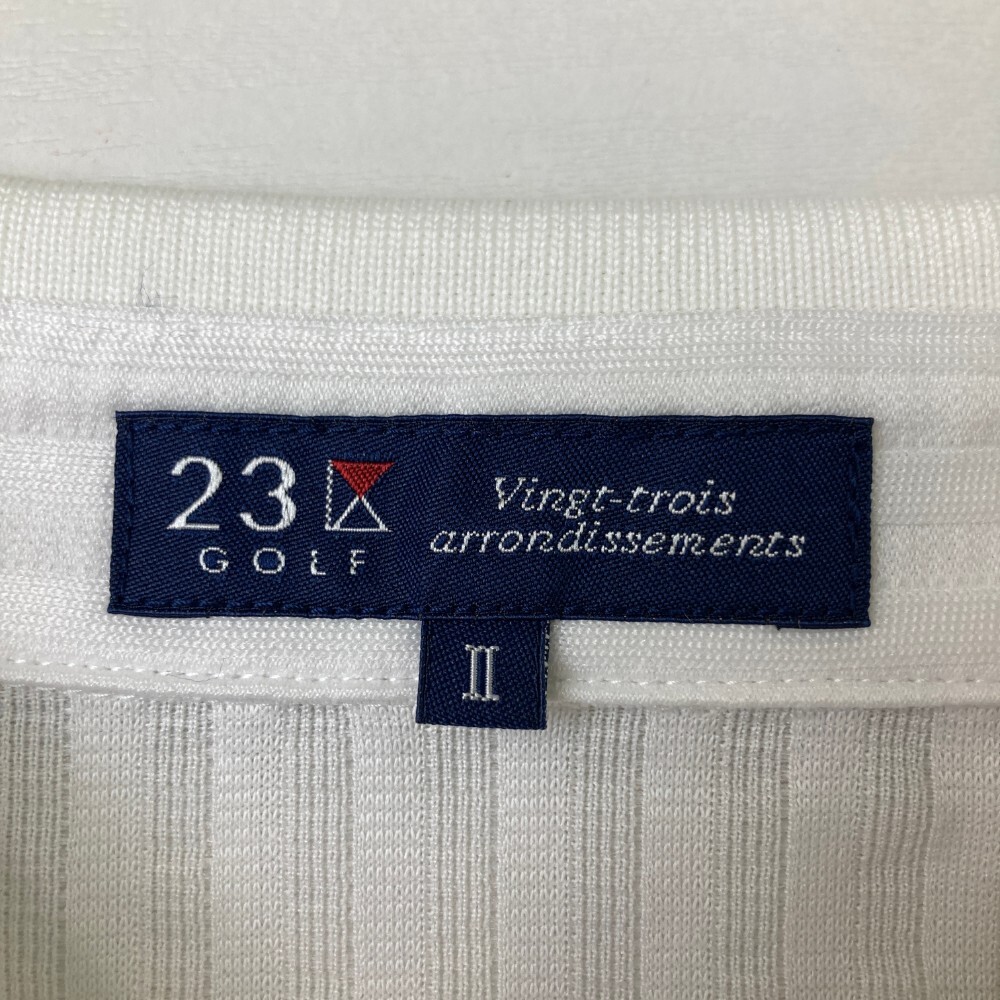 23
GOLF
Vingt-trois
arrondissements
II